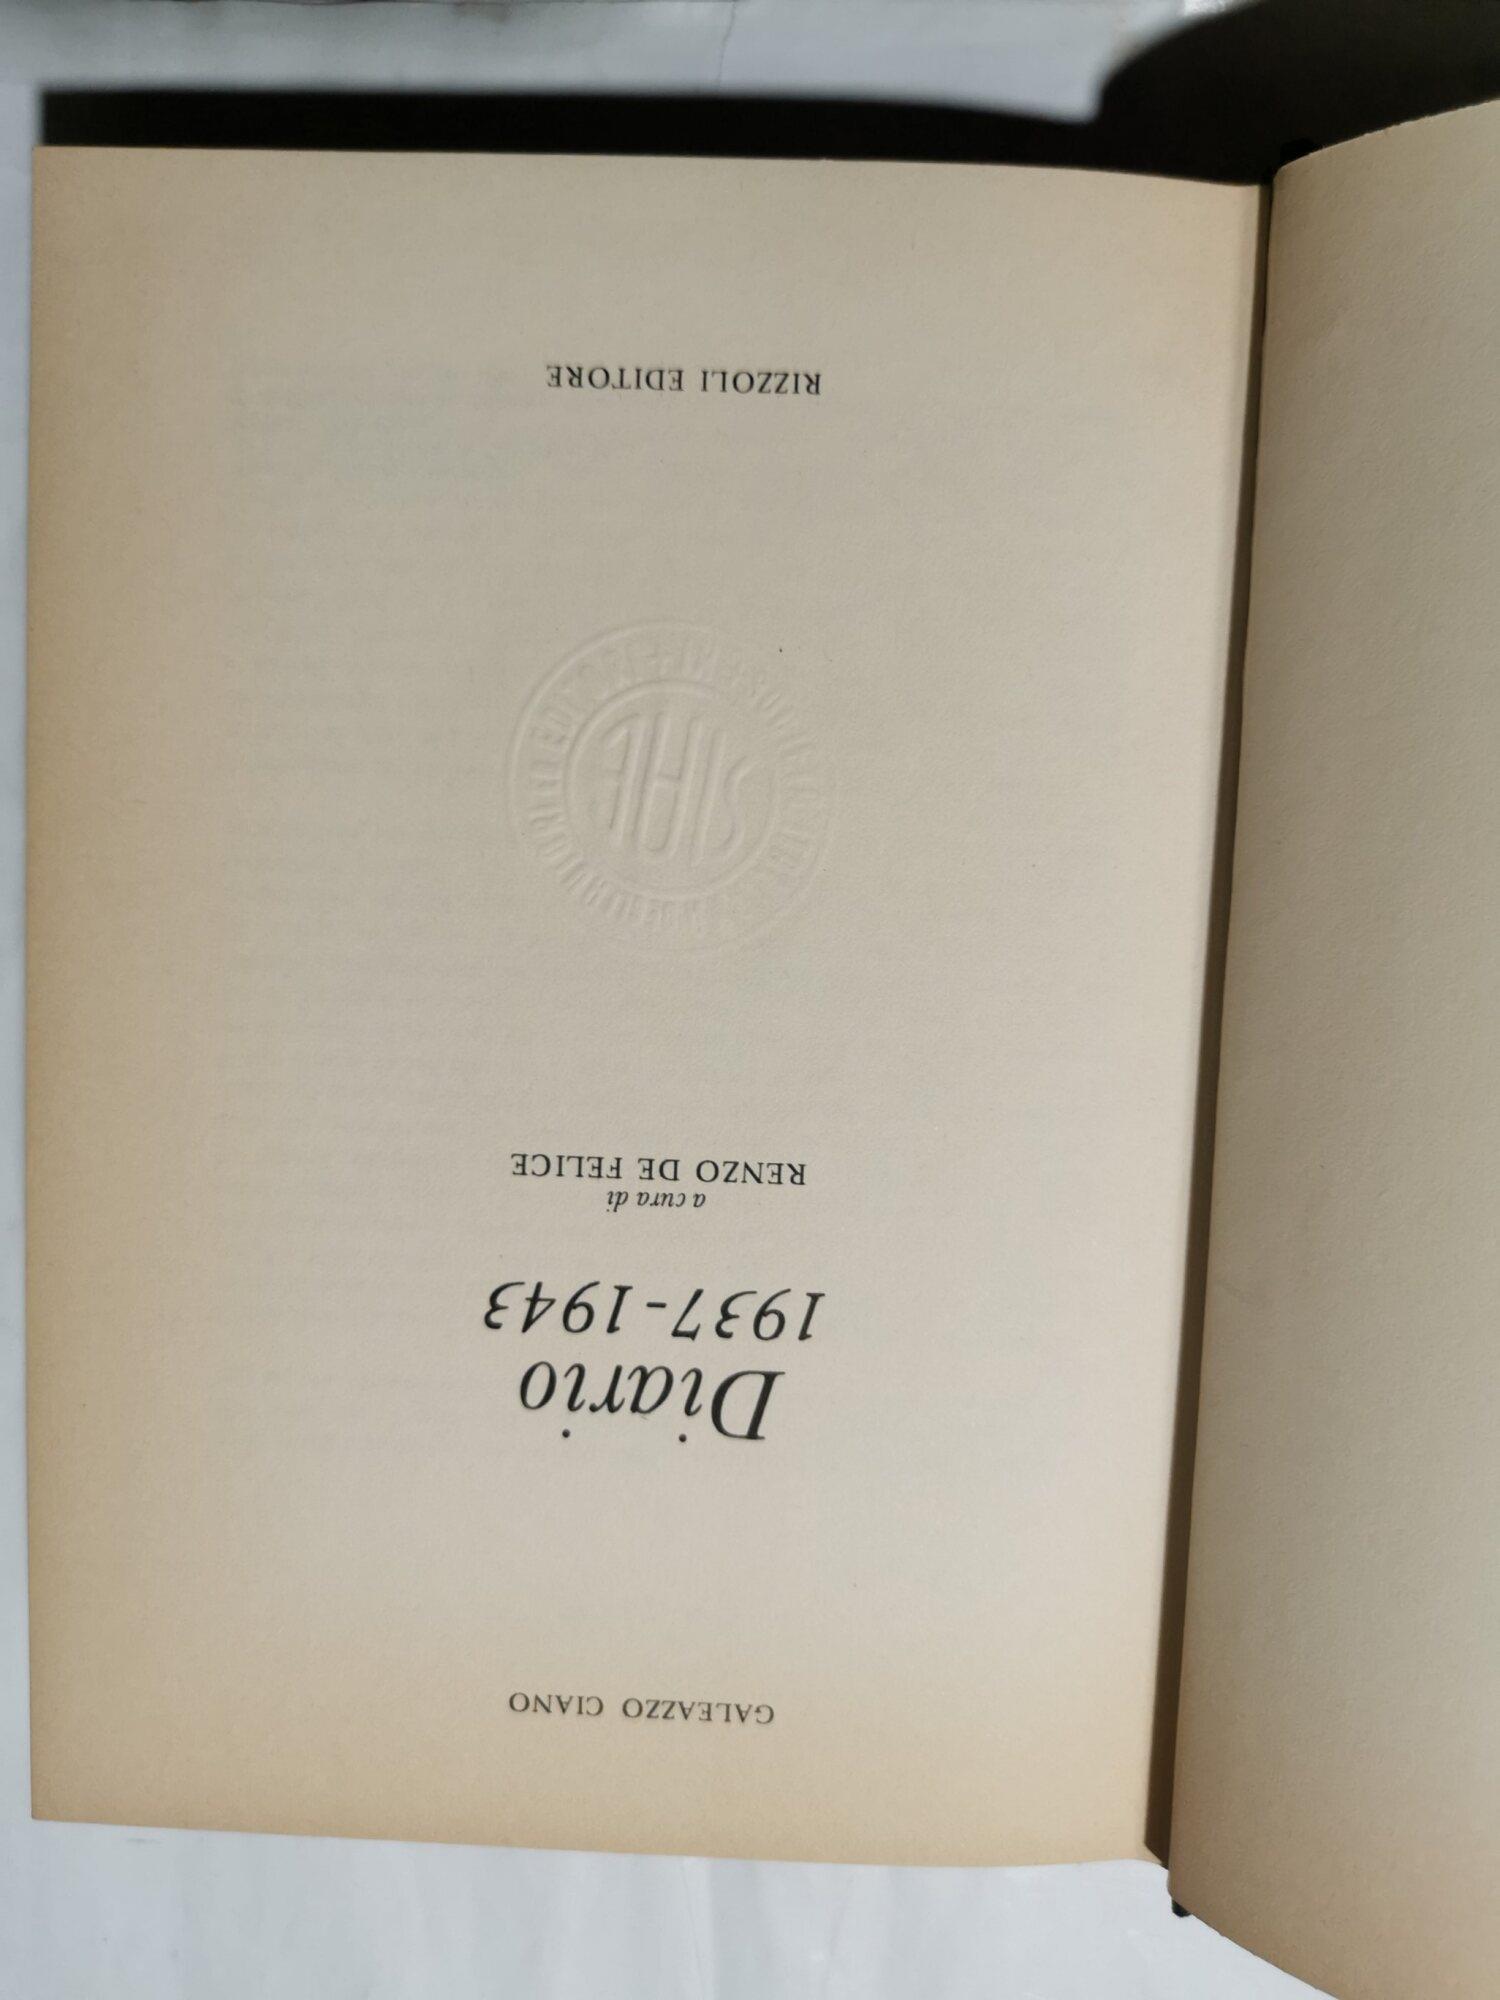 GALEAZZO CIANO
Diario
1937-1943
a cura di
RENZO DE FELICE
RIZZOLI EDITORE